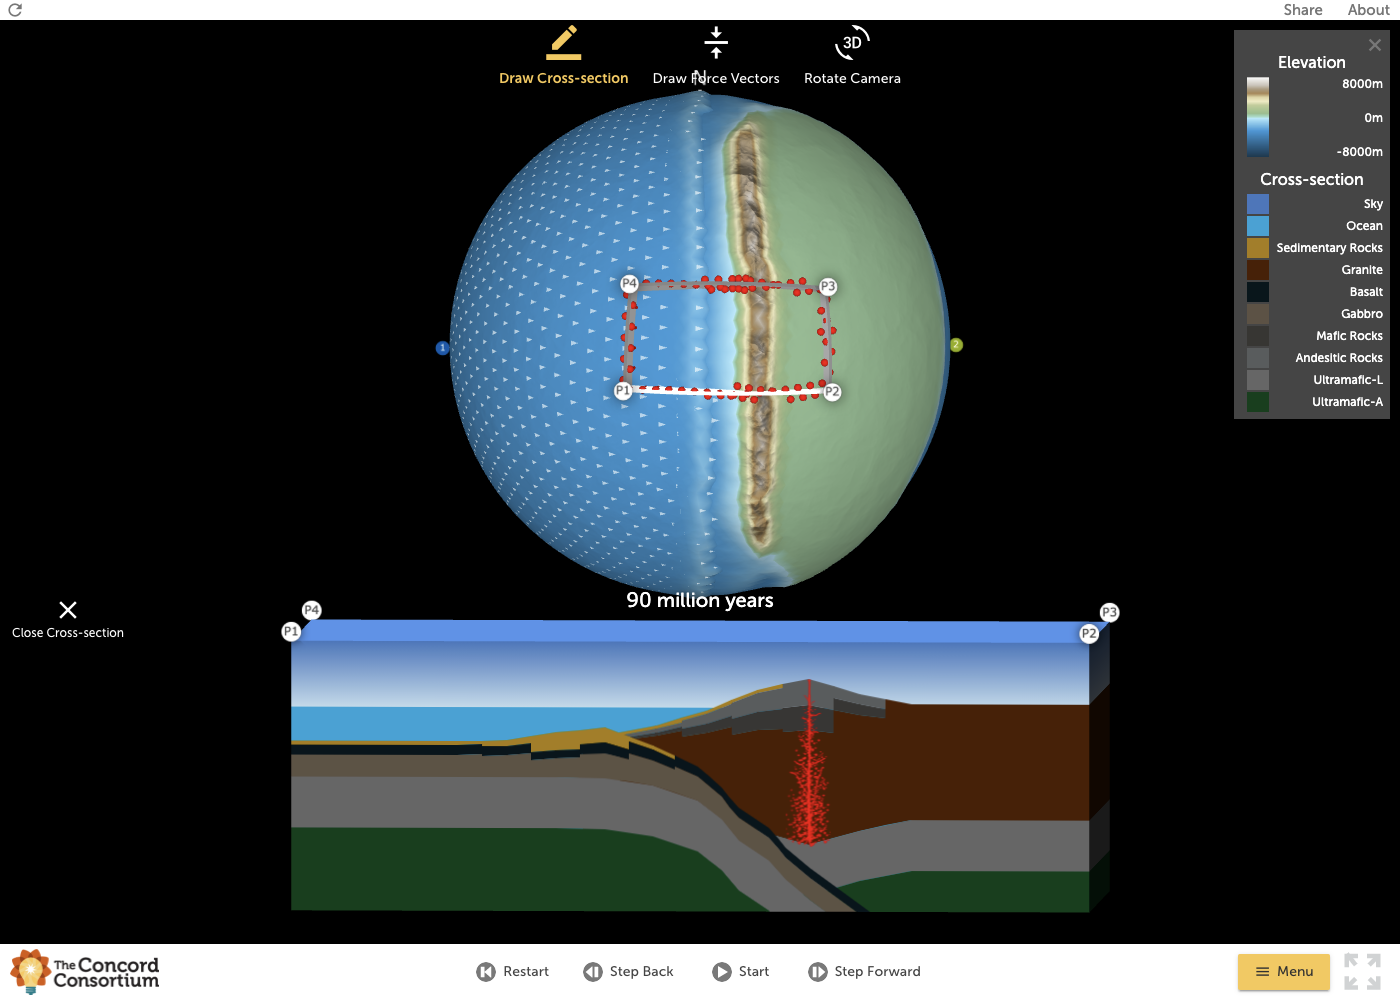 Share
About
Draw Cross-section
Draw Force Vectors
3D
Rotate Camera
N
Elevation
8000m
0m
-8000m
Cross-section
Sky
Ocean
Sedimentary Rocks
Granite
Basalt
Gabbro
Mafic Rocks
Andesitic Rocks
Ultramafic-L
Ultramafic-A
P4
P3
1
2
P1
P2
90 million years
Close Cross-section
P4
P3
P1
P2
The Concord
Consortium
Restart
Step Back
Start
Step Forward
Menu